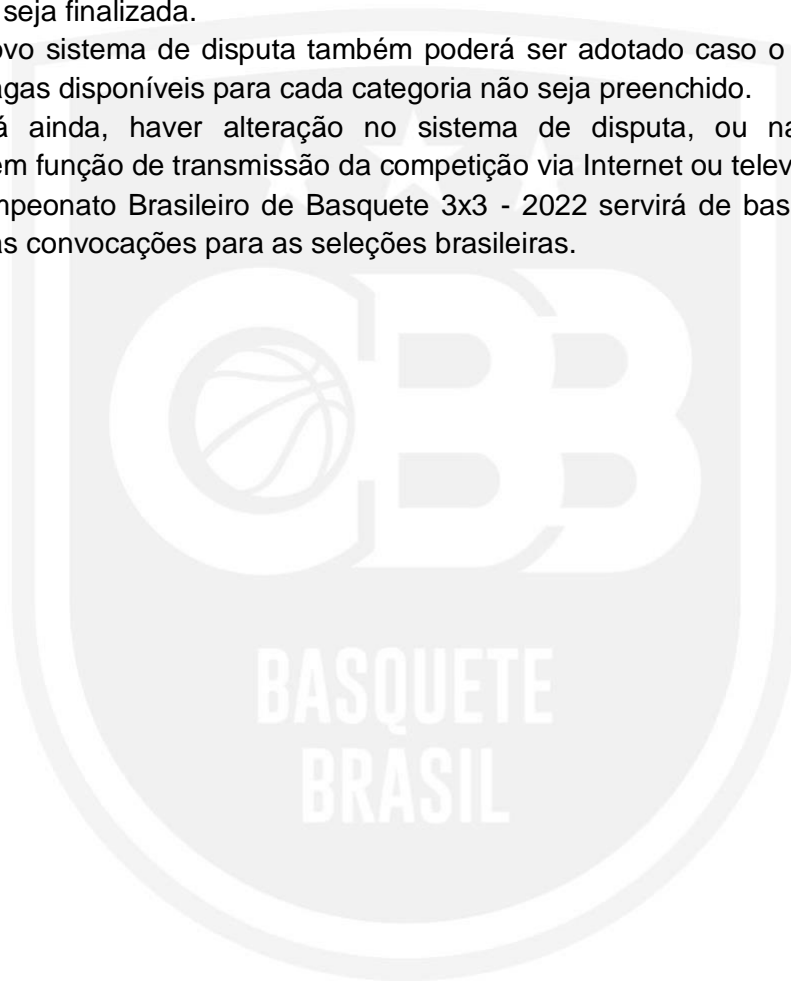 seja finalizada.
ovo sistema de disputa também poderá ser adotado caso o
agas disponíveis para cada categoria não seja preenchido.
á ainda, haver alteração no sistema de disputa, ou na
em função de transmissão da competição via Internet ou telev
mpeonato Brasileiro de Basquete 3x3 - 2022 servirá de bas
as convocações para as seleções brasileiras.
CBB
BASQUETE
BRASIL